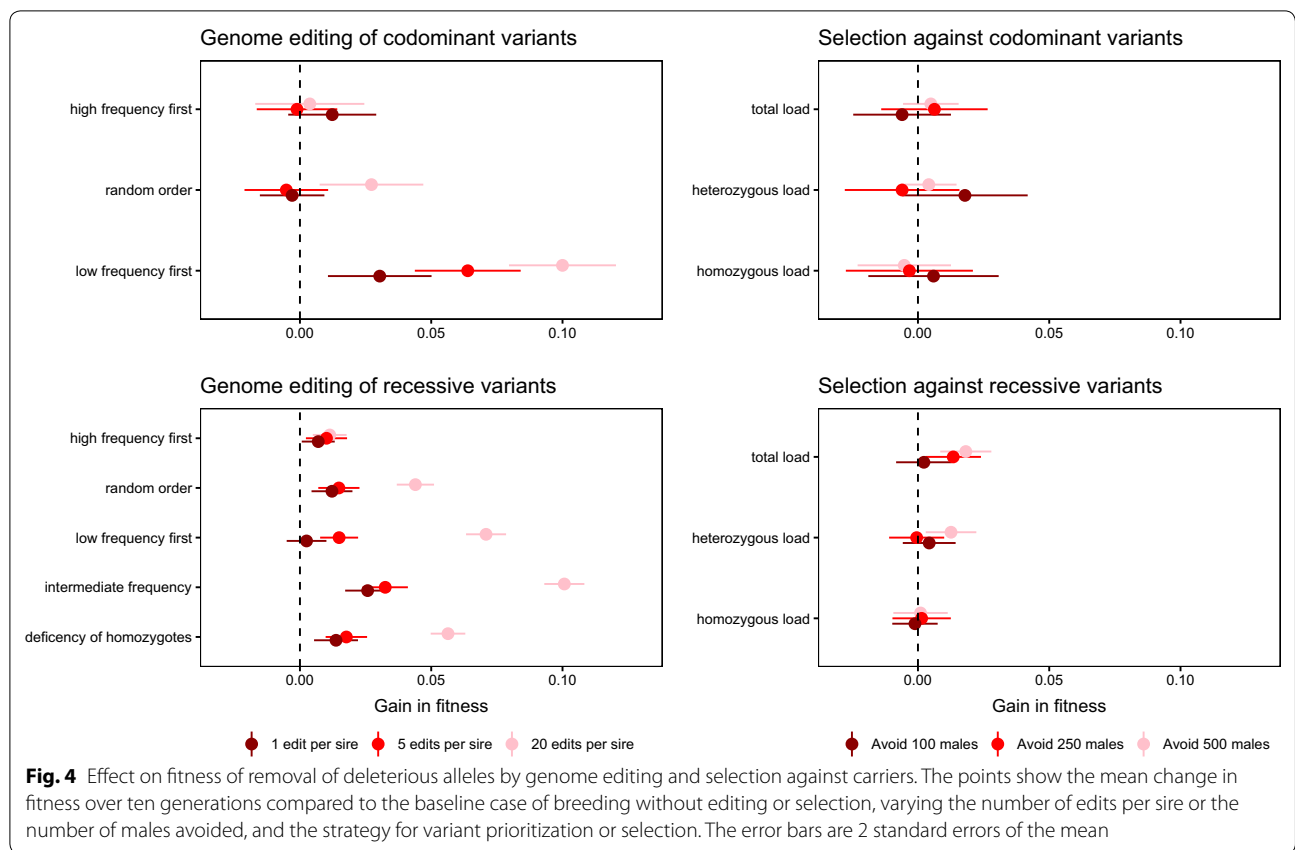 Genome editing of codominant variants
high frequency first
random order
low frequency first
0.00
0.05
0.10
Selection against codominant variants
total load
heterozygous load
homozygous load
0.00
0.05
0.10
Genome editing of recessive variants
high frequency first
random order
low frequency first
intermediate frequency
deficency of homozygotes
0.00
0.05
0.10
Gain in fitness
1 edit per sire
5 edits per sire
20 edits per sire
Selection against recessive variants
total load
heterozygous load
homozygous load
0.00
0.05
0.10
Gain in fitness
Avoid 100 males
Avoid 250 males
Avoid 500 males
Fig. 4 Effect on fitness of removal of deleterious alleles by genome editing and selection against carriers. The points show the mean change in
fitness over ten generations compared to the baseline case of breeding without editing or selection, varying the number of edits per sire or the
number of males avoided, and the strategy for variant prioritization or selection. The error bars are 2 standard errors of the mean